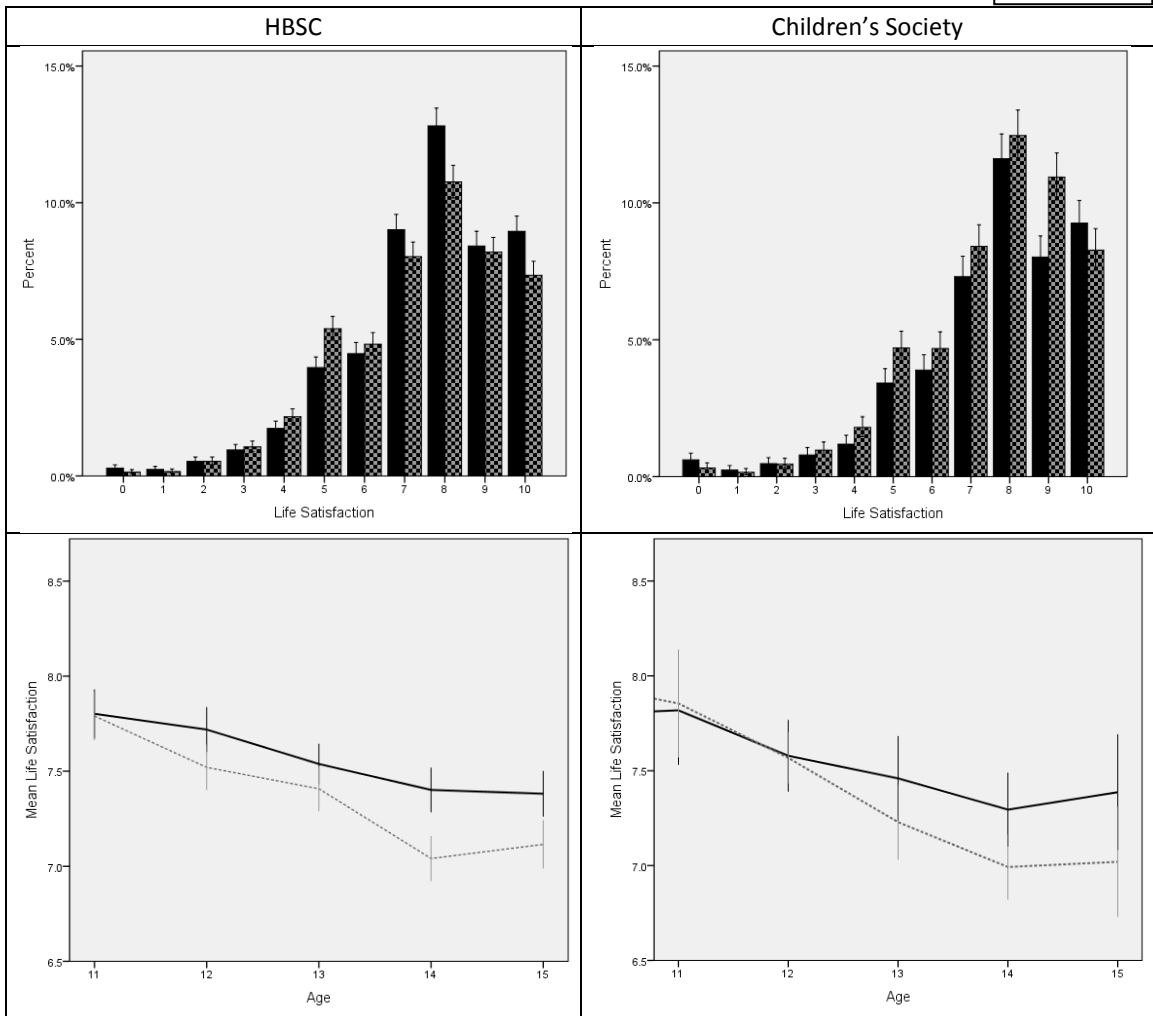 HBSC
Children's Society
15.0%
10.0%
5.0%
0.0%
Percent
0 1 2 3 4 5 6 7 8 9 10
Life Satisfaction
15.0%
10.0%
5.0%
0.0%
Percent
0 1 2 3 4 5 6 7 8 9 10
Life Satisfaction
8.5
8.0
7.5
7.0
6.5
Mean Life Satisfaction
11 12 13 14 15
Age
8.5
8.0
7.5
7.0
6.5
Mean Life Satisfaction
11 12 13 14 15
Age